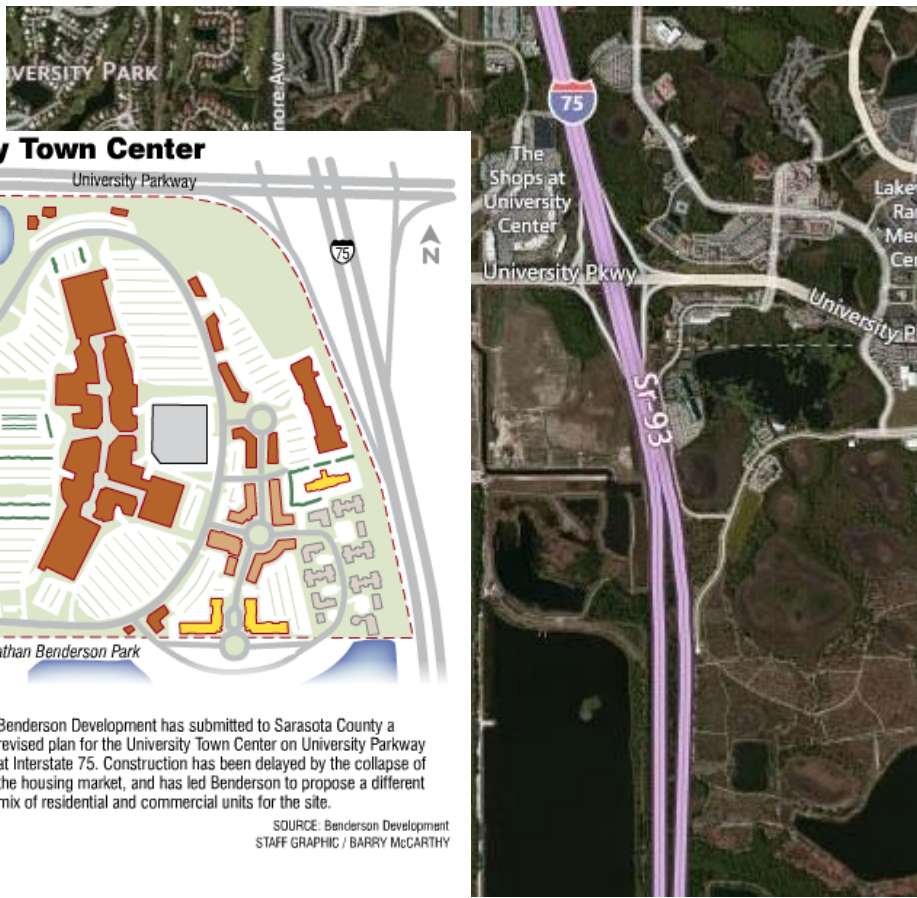 IVERSITY PARK
more Ave
75
The
Shops at
University
Center
University Pkwy
University P
Lake
Ra
Me
Cen
Sr-93
y Town Center
University Parkway
75
N
athan Benderson Park
Benderson Development has submitted to Sarasota County a
revised plan for the University Town Center on University Parkway
at Interstate 75. Construction has been delayed by the collapse of
the housing market, and has led Benderson to propose a different
mix of residential and commercial units for the site.
SOURCE: Benderson Development
STAFF GRAPHIC / BARRY McCARTHY